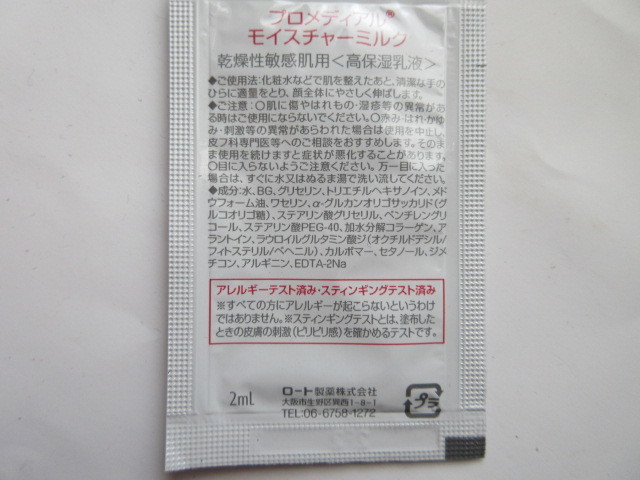 プロメディアル®
モイスチャーミルク
乾燥性敏感肌用<高保湿乳液>
◆ご使用法:化粧水などで肌を整えたあと、清潔な手の
ひらに適量をとり、顔全体にやさしく伸ばします。
◆ご注意:〇肌に傷やはれもの・湿疹等の異常があ
る時はご使用にならないでください。〇赤み・はれ・かゆ
み・刺激等の異常があらわれた場合は使用を中止し、
皮フ科専門医等へのご相談をおすすめします。そのま
ま使用を続けますと症状が悪化することがあります。
〇目に入らないようご注意ください。万一目に入った
場合は、すぐに水又はぬるま湯で洗い流してください。
◆成分:水、BG、グリセリン、トリエチルヘキサノイン、メド
ウフォーム油、ワセリン、α-グルカンオリゴサッカリド(グ
ルコオリゴ糖)、ステアリン酸グリセリル、ペンチレングリ
コール、ステアリン酸PEG-40、加水分解コラーゲン、ア
ラントイン、ラウロイルグルタミン酸ジ(オクチルドデシル/
フィトステリル/ベヘニル)、カルボマー、セタノール、ジメ
チコン、アルギニン、EDTA-2Na
アレルギーテスト済み・スティンギングテスト済み
※すべての方にアレルギーが起こらないというわけ
ではありません。※スティンギングテストとは、塗布した
ときの皮膚の刺激(ピリピリ感)を確かめるテストです。
2mL
ロート製薬株式会社
大阪市生野区巽西1-8-1
TEL:06-6758-1272
プラ